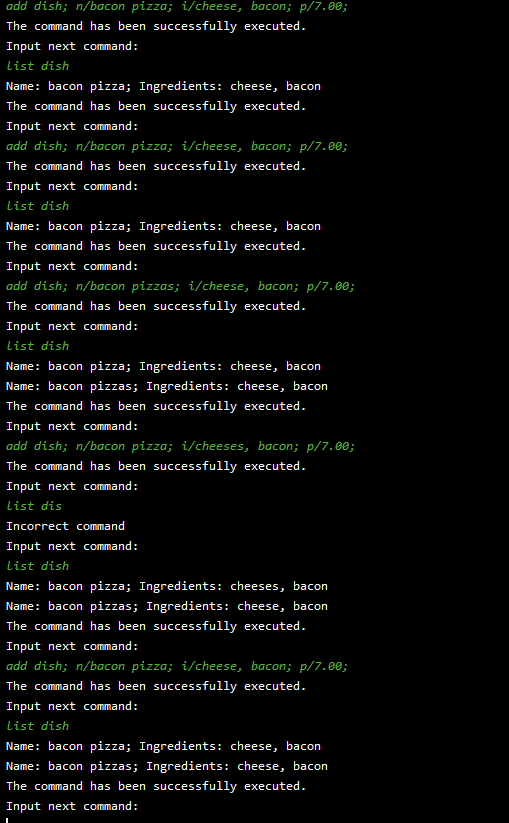 add dish; n/bacon pizza; i/cheese, bacon; p/7.00;
The command has been successfully executed.
Input next command:
list dish
Name: bacon pizza; Ingredients: cheese, bacon
The command has been successfully executed.
Input next command:
add dish; n/bacon pizza; i/cheese, bacon; p/7.00;
The command has been successfully executed.
Input next command:
list dish
Name: bacon pizza; Ingredients: cheese, bacon
The command has been successfully executed.
Input next command:
add dish; n/bacon pizzas; i/cheese, bacon; p/7.00;
The command has been successfully executed.
Input next command:
list dish
Name: bacon pizza; Ingredients: cheese, bacon
Name: bacon pizzas; Ingredients: cheese, bacon
The command has been successfully executed.
Input next command:
add dish; n/bacon pizza; i/cheeses, bacon; p/7.00;
The command has been successfully executed.
Input next command:
list dis
Incorrect command
Input next command:
list dish
Name: bacon pizza; Ingredients: cheeses, bacon
Name: bacon pizzas; Ingredients: cheese, bacon
The command has been successfully executed.
Input next command:
add dish; n/bacon pizza; i/cheese, bacon; p/7.00;
The command has been successfully executed.
Input next command:
list dish
Name: bacon pizza; Ingredients: cheese, bacon
Name: bacon pizzas; Ingredients: cheese, bacon
The command has been successfully executed.
Input next command: